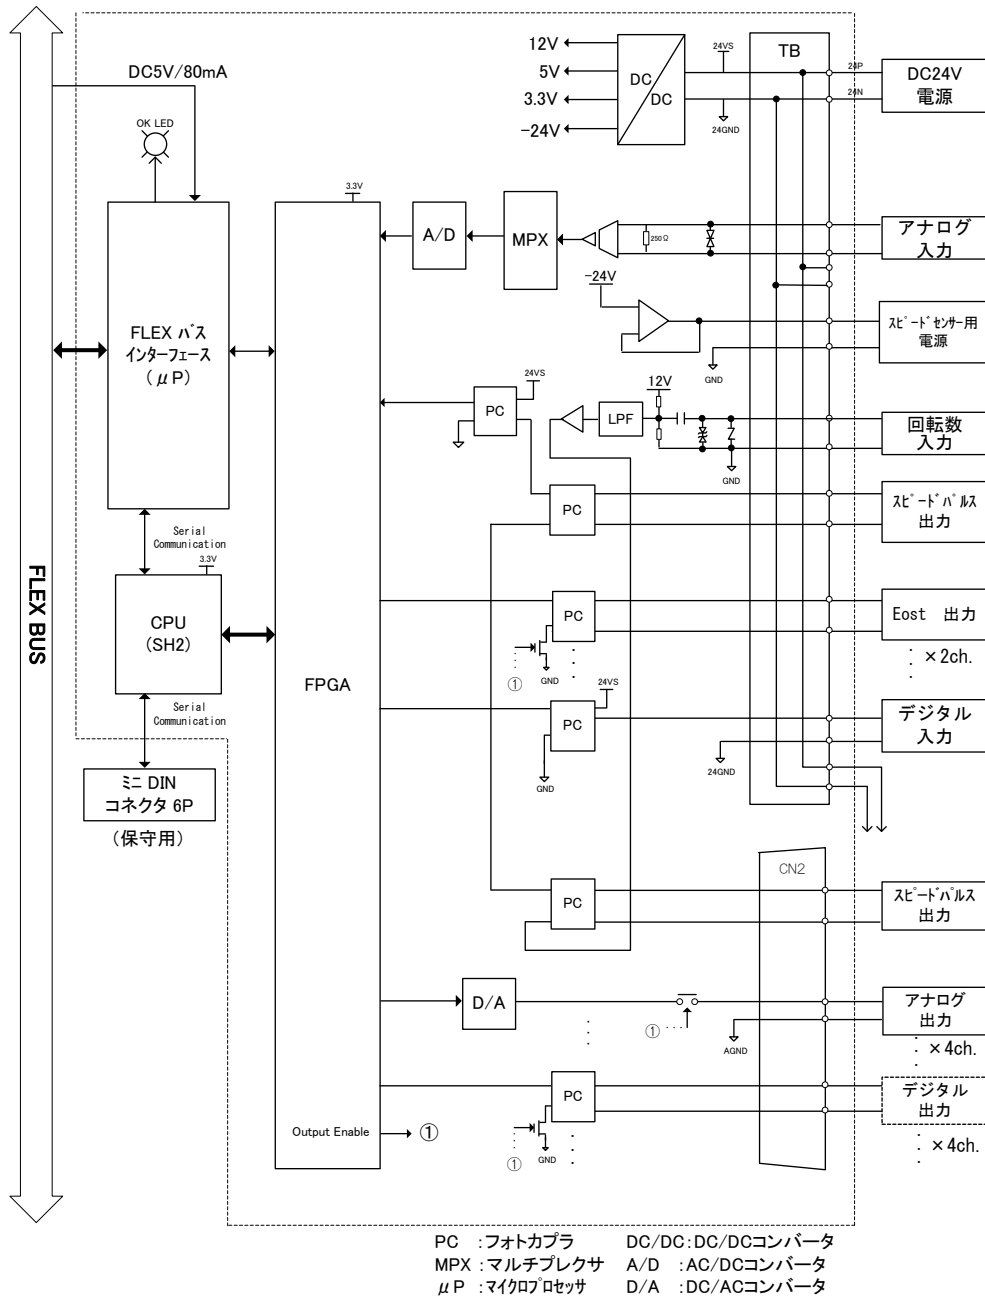 DC5V/80mA
OK LED
12V
5V
3.3V
-24V
DC
DC
24VS
24GND
TB
24P
24N
DC24V
電源
3.3V
A/D
MPX
250Ω
アナログ
入力
-24V
GND
スピードセンサー用
電源
FLEX バス
インターフェース
(μP)
24VS
PC
LPF
12V
GND
回転数
入力
PC
スピードパルス
出力
Serial
Communication
3.3V
FLEX BUS
CPU
(SH2)
FPGA
PC
①
GND
Eost 出力
×2ch.
24VS
PC
GND
24GND
デジタル
入力
Serial
Communication
ミニ DIN
コネクタ 6P
(保守用)
CN2
PC
スピードパルス
出力
D/A
①
AGND
アナログ
出力
×4ch.
PC
①
GND
デジタル
出力
×4ch.
Output Enable
①
PC :フォトカプラ DC/DC:DC/DCコンバータ
MPX :マルチプレクサ A/D :AC/DCコンバータ
μP :マイクロプロセッサ D/A :DC/ACコンバータ